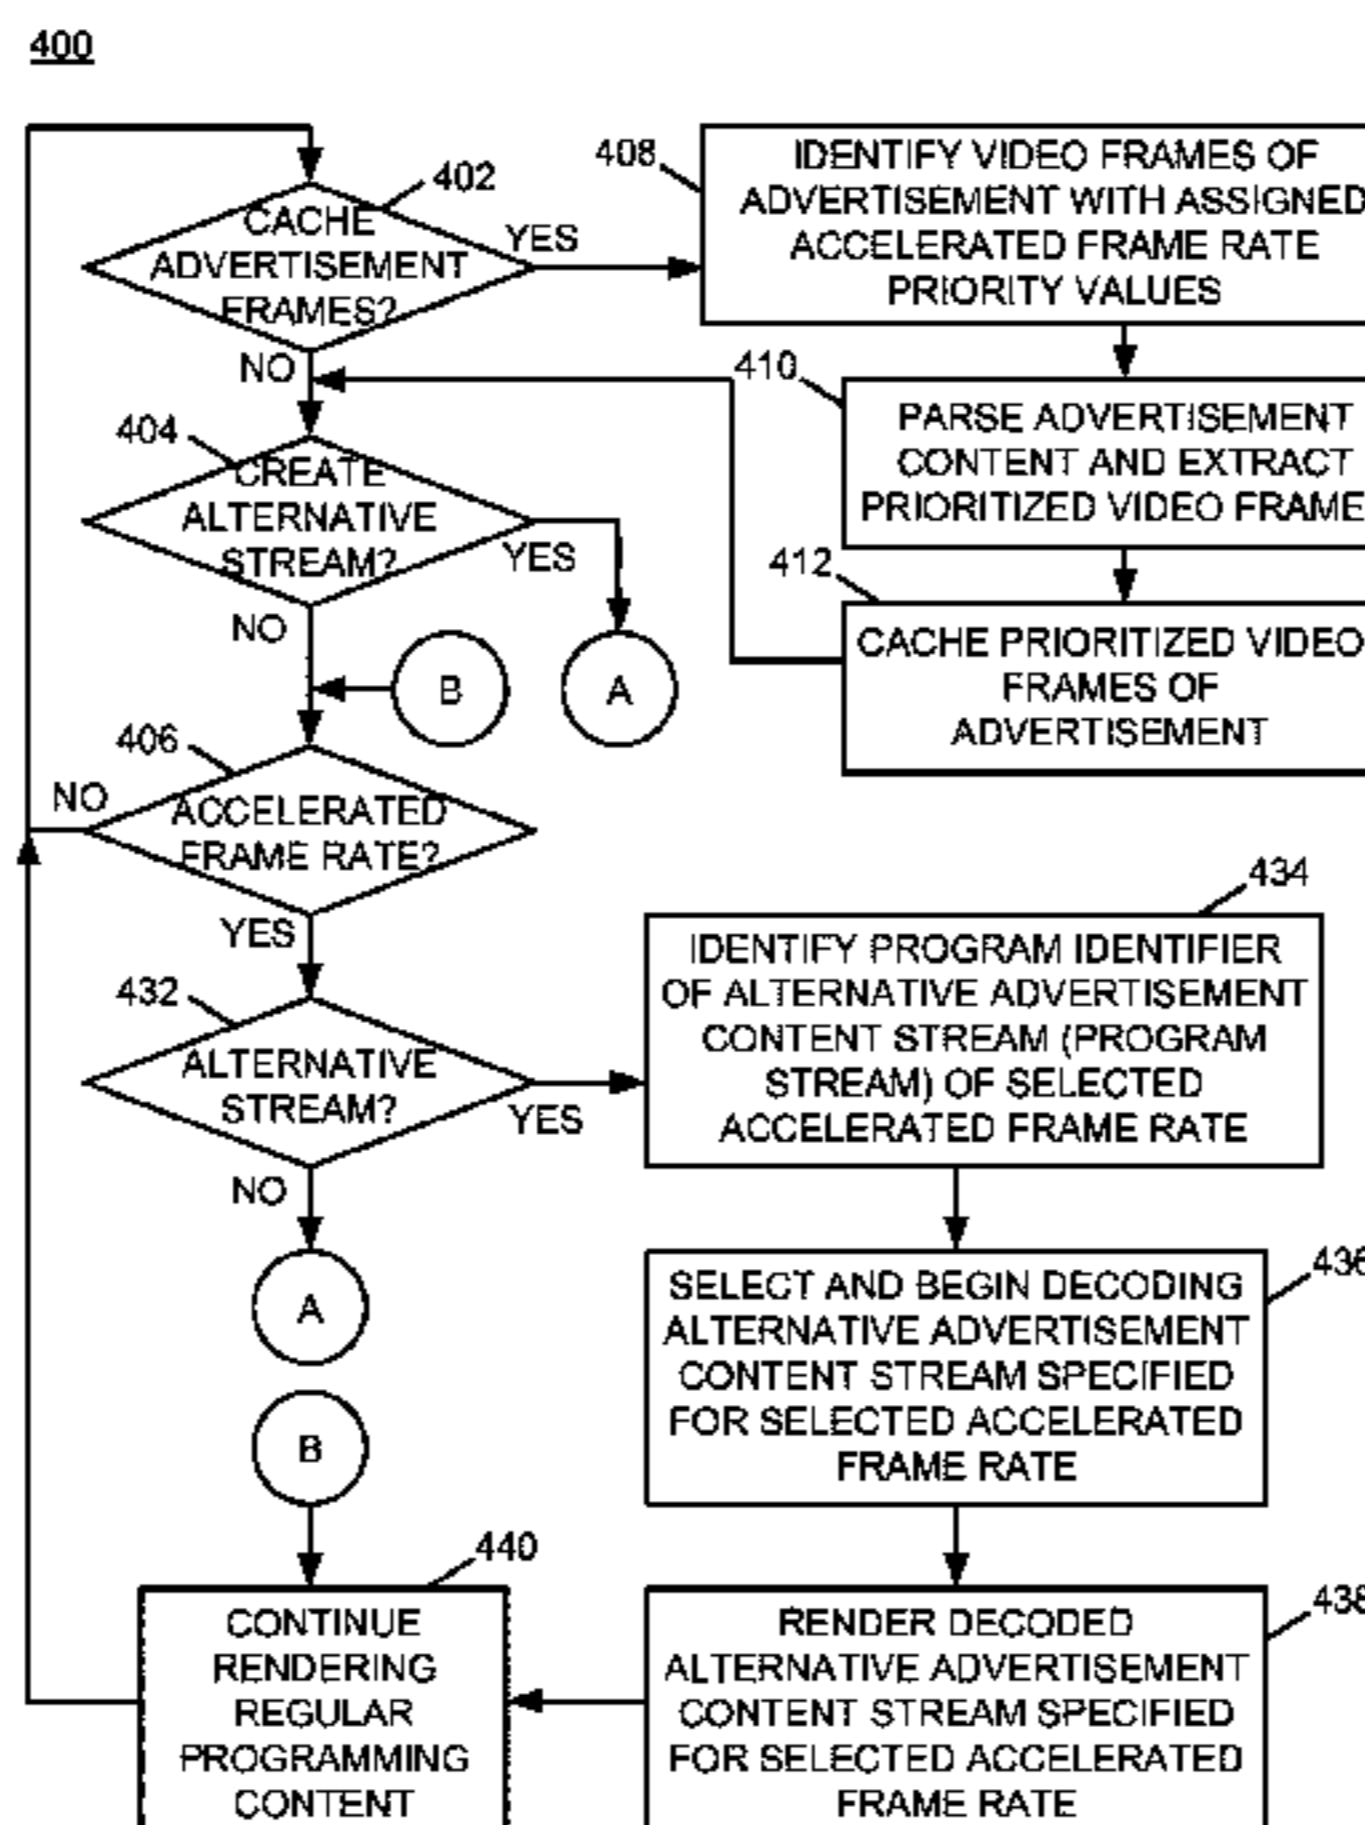 400
402
CACHE
ADVERTISEMENT
FRAMES?
YES
NO
408
IDENTIFY VIDEO FRAMES OF
ADVERTISEMENT WITH ASSIGNED
ACCELERATED FRAME RATE
PRIORITY VALUES
410
PARSE ADVERTISEMENT
CONTENT AND EXTRACT
PRIORITIZED VIDEO FRAME
412
CACHE PRIORITIZED VIDEO
FRAMES OF
ADVERTISEMENT
404
CREATE
ALTERNATIVE
STREAM?
YES
NO
B
A
406
ACCELERATED
FRAME RATE?
NO
YES
432
ALTERNATIVE
STREAM?
YES
NO
A
434
IDENTIFY PROGRAM IDENTIFIER
OF ALTERNATIVE ADVERTISEMENT
CONTENT STREAM (PROGRAM
STREAM) OF SELECTED
ACCELERATED FRAME RATE
436
SELECT AND BEGIN DECODING
ALTERNATIVE ADVERTISEMENT
CONTENT STREAM SPECIFIED
FOR SELECTED ACCELERATED
FRAME RATE
B
440
CONTINUE
RENDERING
REGULAR
PROGRAMMING
CONTENT
438
RENDER DECODED
ALTERNATIVE ADVERTISEMENT
CONTENT STREAM SPECIFIED
FOR SELECTED ACCELERATED
FRAME RATE